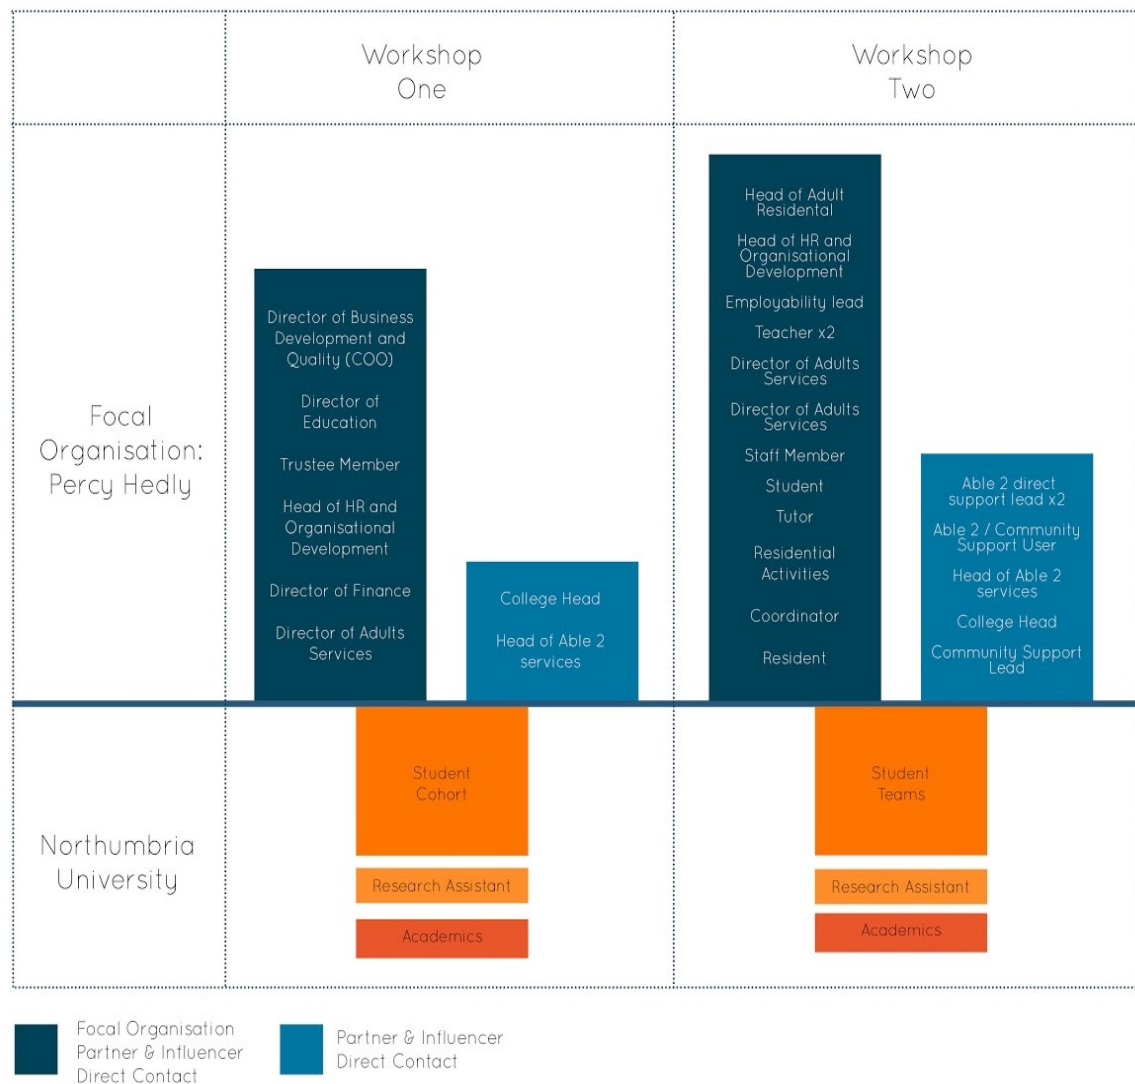 Workshop
One
Workshop
Two
Focal
Organisation:
Percy Hedly
Director of Business
Development and
Quality (COO)
Director of
Education
Trustee Member
Head of HR and
Organisational
Development
Director of Finance
Director of Adults
Services
College Head
Head of Able 2
services
Head of Adult
Residental
Head of HR and
Organisational
Development
Employability lead
Teacher x2
Director of Adults
Services
Director of Adults
Services
Staff Member
Student
Tutor
Residential
Activities
Coordinator
Resident
Able 2 direct
support lead x2
Able 2 / Community
Support User
Head of Able 2
services
College Head
Community Support
Lead
Northumbria
University
Student
Cohort
Research Assistant
Academics
Student
Teams
Research Assistant
Academics
Focal Organisation
Partner & Influencer
Direct Contact
Partner & Influencer
Direct Contact